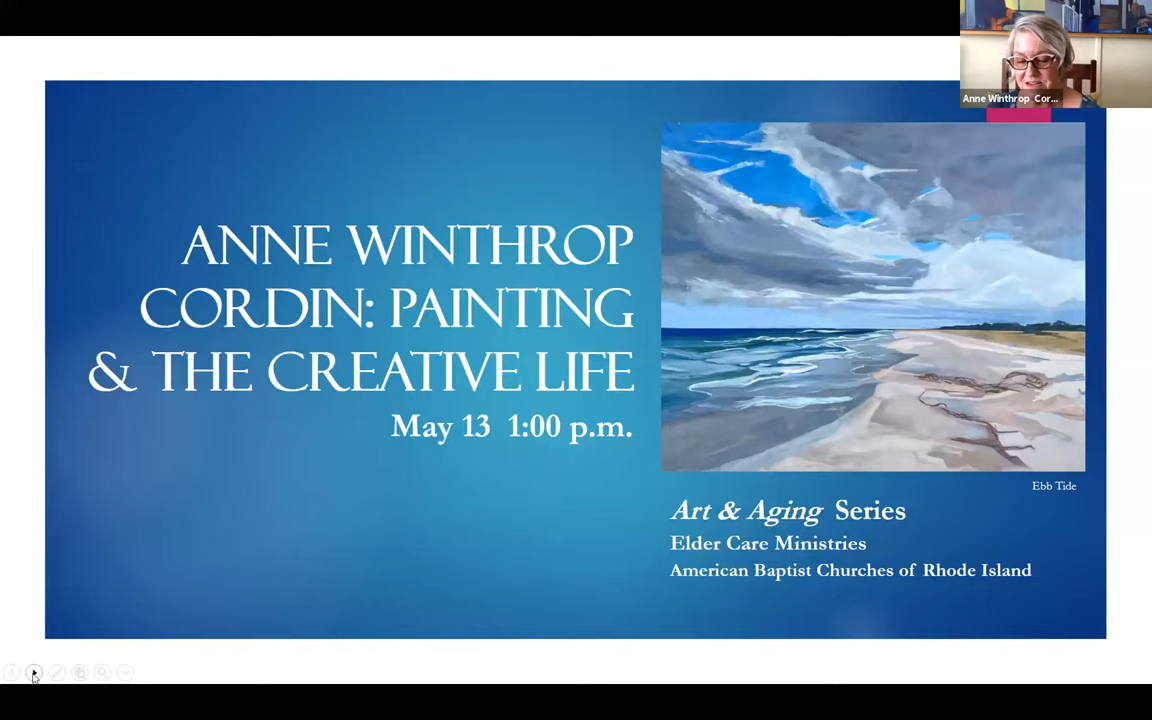 Anne Winthrop Cor...
ANNE WINTHROP
CORDIN: PAINTING
& THE CREATIVE LIFE
May 13 1:00 p.m.
Ebb Tide
Art & Aging Series
Elder Care Ministries
American Baptist Churches of Rhode Island